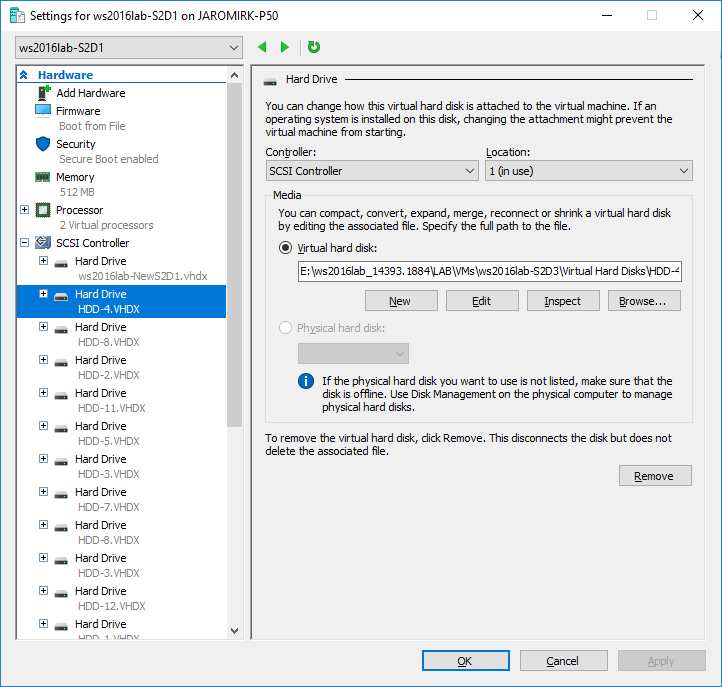 Settings for ws2016lab-S2D1 on JAROMIRK-P50
ws2016lab-S2D1
Hardware
Add Hardware
Firmware
Boot from File
Security
Secure Boot enabled
Memory
512 MB
Processor
2 Virtual processors
SCSI Controller
Hard Drive
ws2016lab-NewS2D1.vhdx
Hard Drive
HDD-4.VHDX
Hard Drive
HDD-8.VHDX
Hard Drive
HDD-2.VHDX
Hard Drive
HDD-11.VHDX
Hard Drive
HDD-5.VHDX
Hard Drive
HDD-3.VHDX
Hard Drive
HDD-7.VHDX
Hard Drive
HDD-8.VHDX
Hard Drive
HDD-3.VHDX
Hard Drive
HDD-12.VHDX
Hard Drive
HDD-1.VHDX
Hard Drive
You can change how this virtual hard disk is attached to the virtual machine. If an
operating system is installed on this disk, changing the attachment might prevent the
virtual machine from starting.
Controller:
Location:
SCSI Controller
1 (in use)
Media
You can compact, convert, expand, merge, reconnect or shrink a virtual hard disk
by editing the associated file. Specify the full path to the file.
Virtual hard disk:
E:\ws2016lab_14393.1884\LAB\VMs\ws2016lab-S2D3\Virtual Hard Disks\HDD-4
New
Edit
Inspect
Browse...
Physical hard disk:
If the physical hard disk you want to use is not listed, make sure that the
disk is offline. Use Disk Management on the physical computer to manage
physical hard disks.
To remove the virtual hard disk, click Remove. This disconnects the disk but does not
delete the associated file.
Remove
OK
Cancel
Apply